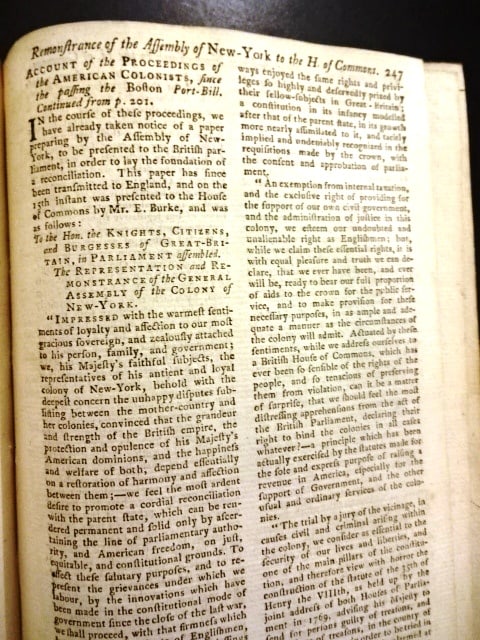 Remonſtrance of the Aſſembly of New-York to the H. of Commons. 247
ACCOUNT of the PROCEEDINGS of
the AMERICAN COLONISTS, ſince
the paſſing the Boſton Port-Bill.
Continued from p. 201.
IN the courſe of theſe proceedings, we
have already taken notice of a paper
preparing by the Aſſembly of New-
York, to be preſented to the Britiſh par-
liament, in order to lay the foundation of
a reconciliation. This paper has ſince
been tranſmitted to England, and on the
15th inſtant was preſented to the Houſe
of Commons by Mr. E. Burke, and was
as follows:
To the Hon. the KNIGHTS, CITIZENS,
and BURGESSES of GREAT-BRI-
TAIN, in PARLIAMENT aſſembled.
The REPRESENTATION and RE-
MONSTRANCE of the GENERAL
ASSEMBLY of the COLONY of
NEW-YORK.
"IMPRESSED with the warmeſt ſenti-
ments of loyalty and affection to our moſt
gracious ſovereign, and zealouſly attached
to his perſon, family, and government;
we, his Majeſty's faithful ſubjects, the
repreſentatives of his antient and loyal
colony of New-York, behold with the
deepeſt concern the unhappy diſputes ſub-
ſiſting between the mother-country and
her colonies, convinced that the grandeur
and ſtrength of the Britiſh empire, the
protection and opulence of his Majeſty's
American dominions, and the happineſs
and welfare of both, depend eſſentially
on a reſtoration of harmony and affection
between them;—we feel the moſt ardent
deſire to promote a cordial reconciliation
with the parent ſtate, which can be ren-
dered permanent and ſolid only by aſcer-
taining the line of parliamentary autho-
rity, and American freedom, on juſt,
equitable, and conſtitutional grounds. To
effect theſe ſalutary purpoſes, and to re-
preſent the grievances under which we
labour, by the innovations which have
been made in the conſtitutional mode of
government ſince the cloſe of the laſt war,
we ſhall proceed, with that firmneſs which
of Engliſhmen,
ways enjoyed the ſame rights and privi-
leges ſo highly and deſervedly prized by
their fellow-ſubjects in Great-Britain;
a conſtitution in its infancy modelled
after that of the parent ſtate, in its growth
more nearly aſſimilated to it, and tacitly
implied and undeniably recognized in the
requiſitions made by the crown, with
the conſent and approbation of parlia-
ment.
"An exemption from internal taxation,
and the excluſive right of providing for
the ſupport of our own civil government,
and the adminiſtration of juſtice in this
colony, we eſteem our undoubted and
unalienable right as Engliſhmen; but,
while we claim theſe eſſential rights, it is
with equal pleaſure and truth we can de-
clare, that we ever have been, and ever
will be, ready to bear our full proportion
of aids to the crown for the public ſer-
vice, and to make proviſion for theſe
neceſſary purpoſes, in as ample and ade-
quate a manner as the circumſtances of
the colony will admit. Actuated by theſe
ſentiments, while we addreſs ourſelves to
a Britiſh Houſe of Commons, which has
ever been ſo ſenſible of the rights of the
people, and ſo tenacious of preſerving
them from violation, can it be a matter
of ſurpriſe, that we ſhould feel the moſt
diſtreſſing apprehenſions from the act of
the Britiſh Parliament, declaring their
right to bind the colonies in all caſes
whatever?—a principle which has been
actually exerciſed by the ſtatutes made for
the ſole and expreſs purpoſe of raiſing a
revenue in America, eſpecially for the
ſupport of Government, and the other
uſual and ordinary ſervices of the colo-
nies.
"The trial by a jury of the vicinage, in
cauſes civil and criminal ariſing within
the colony, we conſider as eſſential to the
ſecurity of our lives and liberties, and
one of the main pillars of the conſtitu-
tion, and therefore view with horror the
conſtruction of the ſtatute of the 35th of
Henry the VIIIth, as held up by the
joint addreſs of both Houſes of Parlia-
ment in 1769, adviſing his Majeſty to
ſend for perſons guilty of treaſons, and